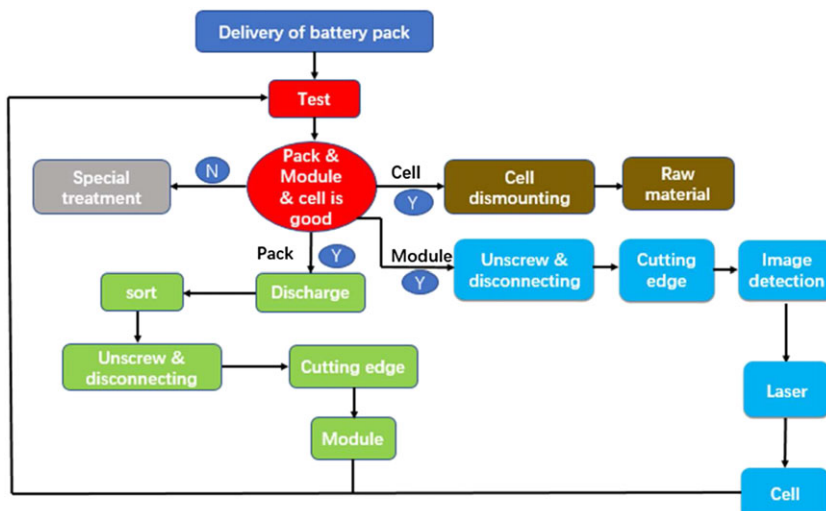 Delivery of battery pack
Test
Pack &
Module
& cell is
good
N
Special
treatment
Cell
Y
Cell
dismounting
Raw
material
Pack
Y
Module
Y
Unscrew &
disconnecting
Cutting
edge
Image
detection
sort
Discharge
Unscrew &
disconnecting
Cutting edge
Laser
Module
Cell